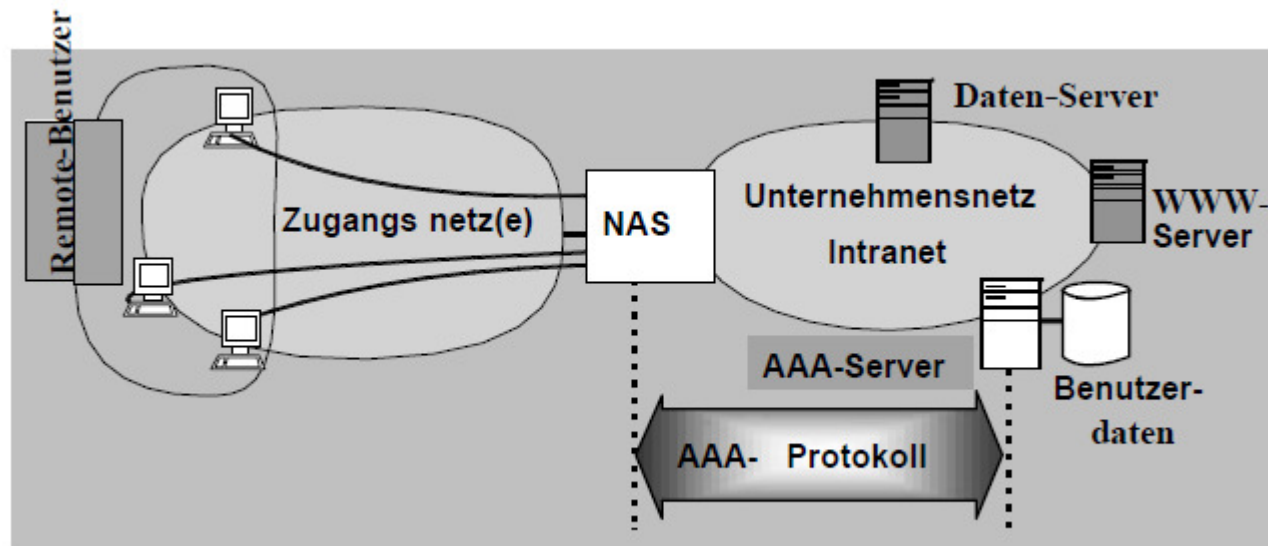 Remote-Benutzer
Zugangs netz(e)
NAS
Unternehmensnetz
Intranet
Daten-Server
WWW-
Server
AAA-Server
Benutzer-
daten
AAA- Protokoll